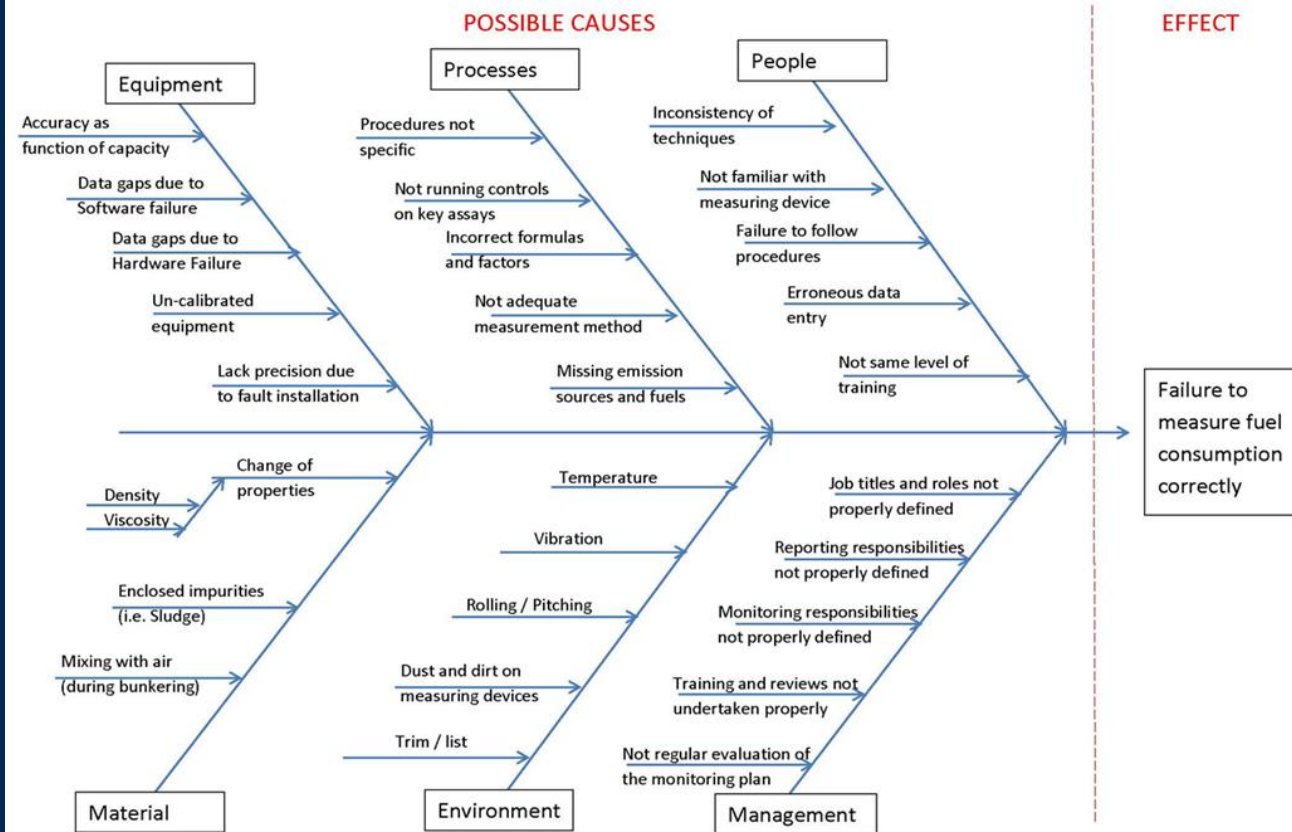 POSSIBLE CAUSES
EFFECT
Equipment
Accuracy as
function of capacity
Data gaps due to
Software failure
Data gaps due to
Hardware Failure
Un-calibrated
equipment
Lack precision due
to fault installation
Processes
Procedures not
specific
Not running controls
on key assays
Incorrect formulas
and factors
Not adequate
measurement method
Missing emission
sources and fuels
People
Inconsistency of
techniques
Not familiar with
measuring device
Failure to follow
procedures
Erroneous data
entry
Not same level of
training
Failure to
measure fuel
consumption
correctly
Change of
properties
Density
Viscosity
Enclosed impurities
(i.e. Sludge)
Mixing with air
(during bunkering)
Material
Temperature
Vibration
Rolling / Pitching
Dust and dirt on
measuring devices
Trim / list
Environment
Job titles and roles not
properly defined
Reporting responsibilities
not properly defined
Monitoring responsibilities
not properly defined
Training and reviews not
undertaken properly
Not regular evaluation of
the monitoring plan
Management